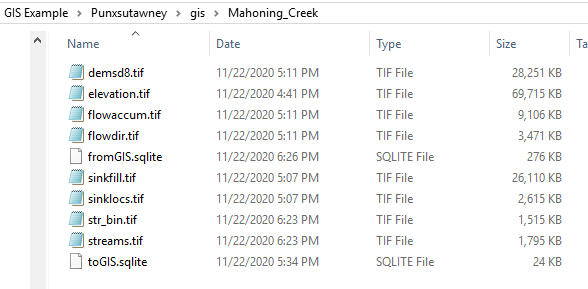 GIS Example > Punxsutawney > gis > Mahoning_Creek
Name Date Type Size Ta
demsd8.tif 11/22/2020 5:11 PM TIF File 28,251 KB
elevation.tif 11/22/2020 4:41 PM TIF File 69,715 KB
flowaccum.tif 11/22/2020 5:11 PM TIF File 9,106 KB
flowdir.tif 11/22/2020 5:11 PM TIF File 3,471 KB
fromGIS.sqlite 11/22/2020 6:26 PM SQLITE File 276 KB
sinkfill.tif 11/22/2020 5:07 PM TIF File 26,110 KB
sinklocs.tif 11/22/2020 5:07 PM TIF File 2,615 KB
str_bin.tif 11/22/2020 6:23 PM TIF File 1,515 KB
streams.tif 11/22/2020 6:23 PM TIF File 1,795 KB
toGIS.sqlite 11/22/2020 5:34 PM SQLITE File 24 KB